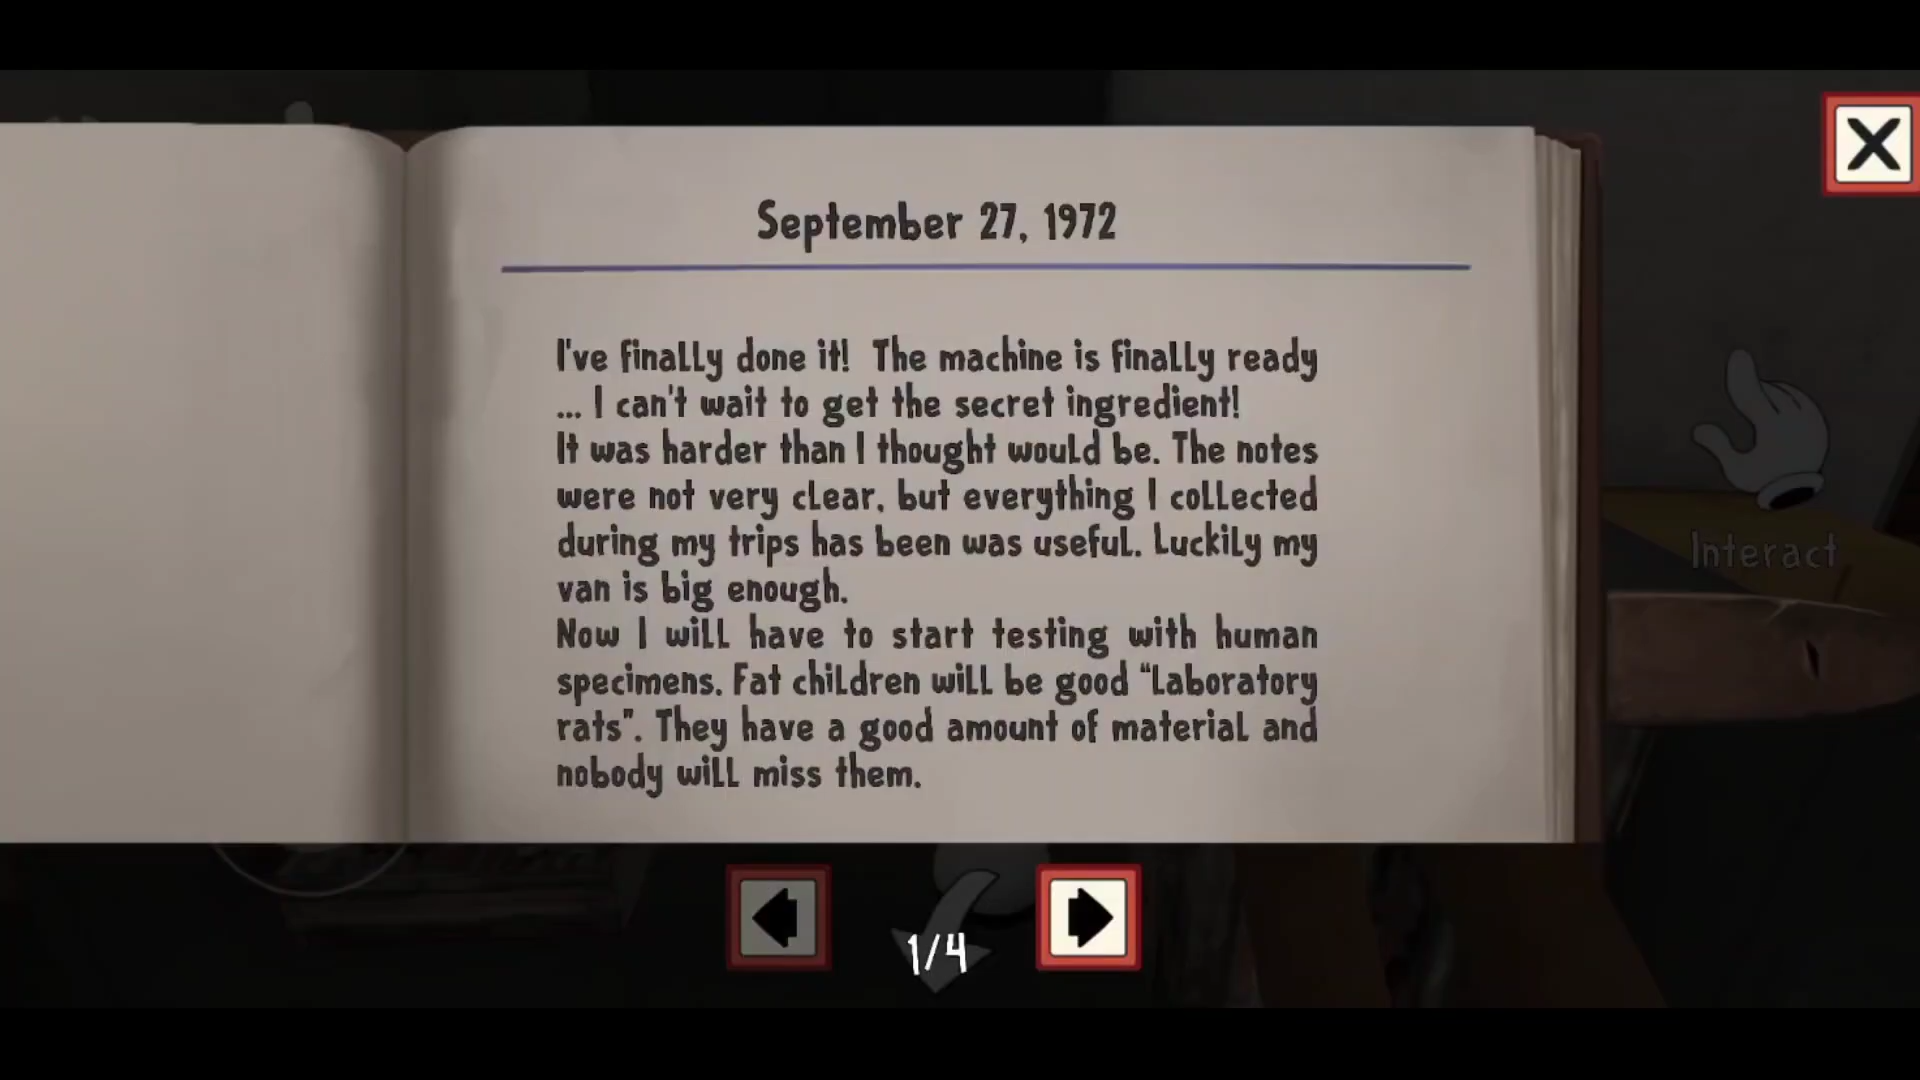 September 27, 1972
I've finally done it!  The machine is finally ready
... I can't wait to get the secret ingredient!
It was harder than I thought would be. The notes
were not very clear, but everything I collected
during my trips has been was useful. Luckily my
van is big enough.
Now I will have to start testing with human
specimens. Fat children will be good “laboratory
rats”. They have a good amount of material and
nobody will miss them.
Interact
1/4